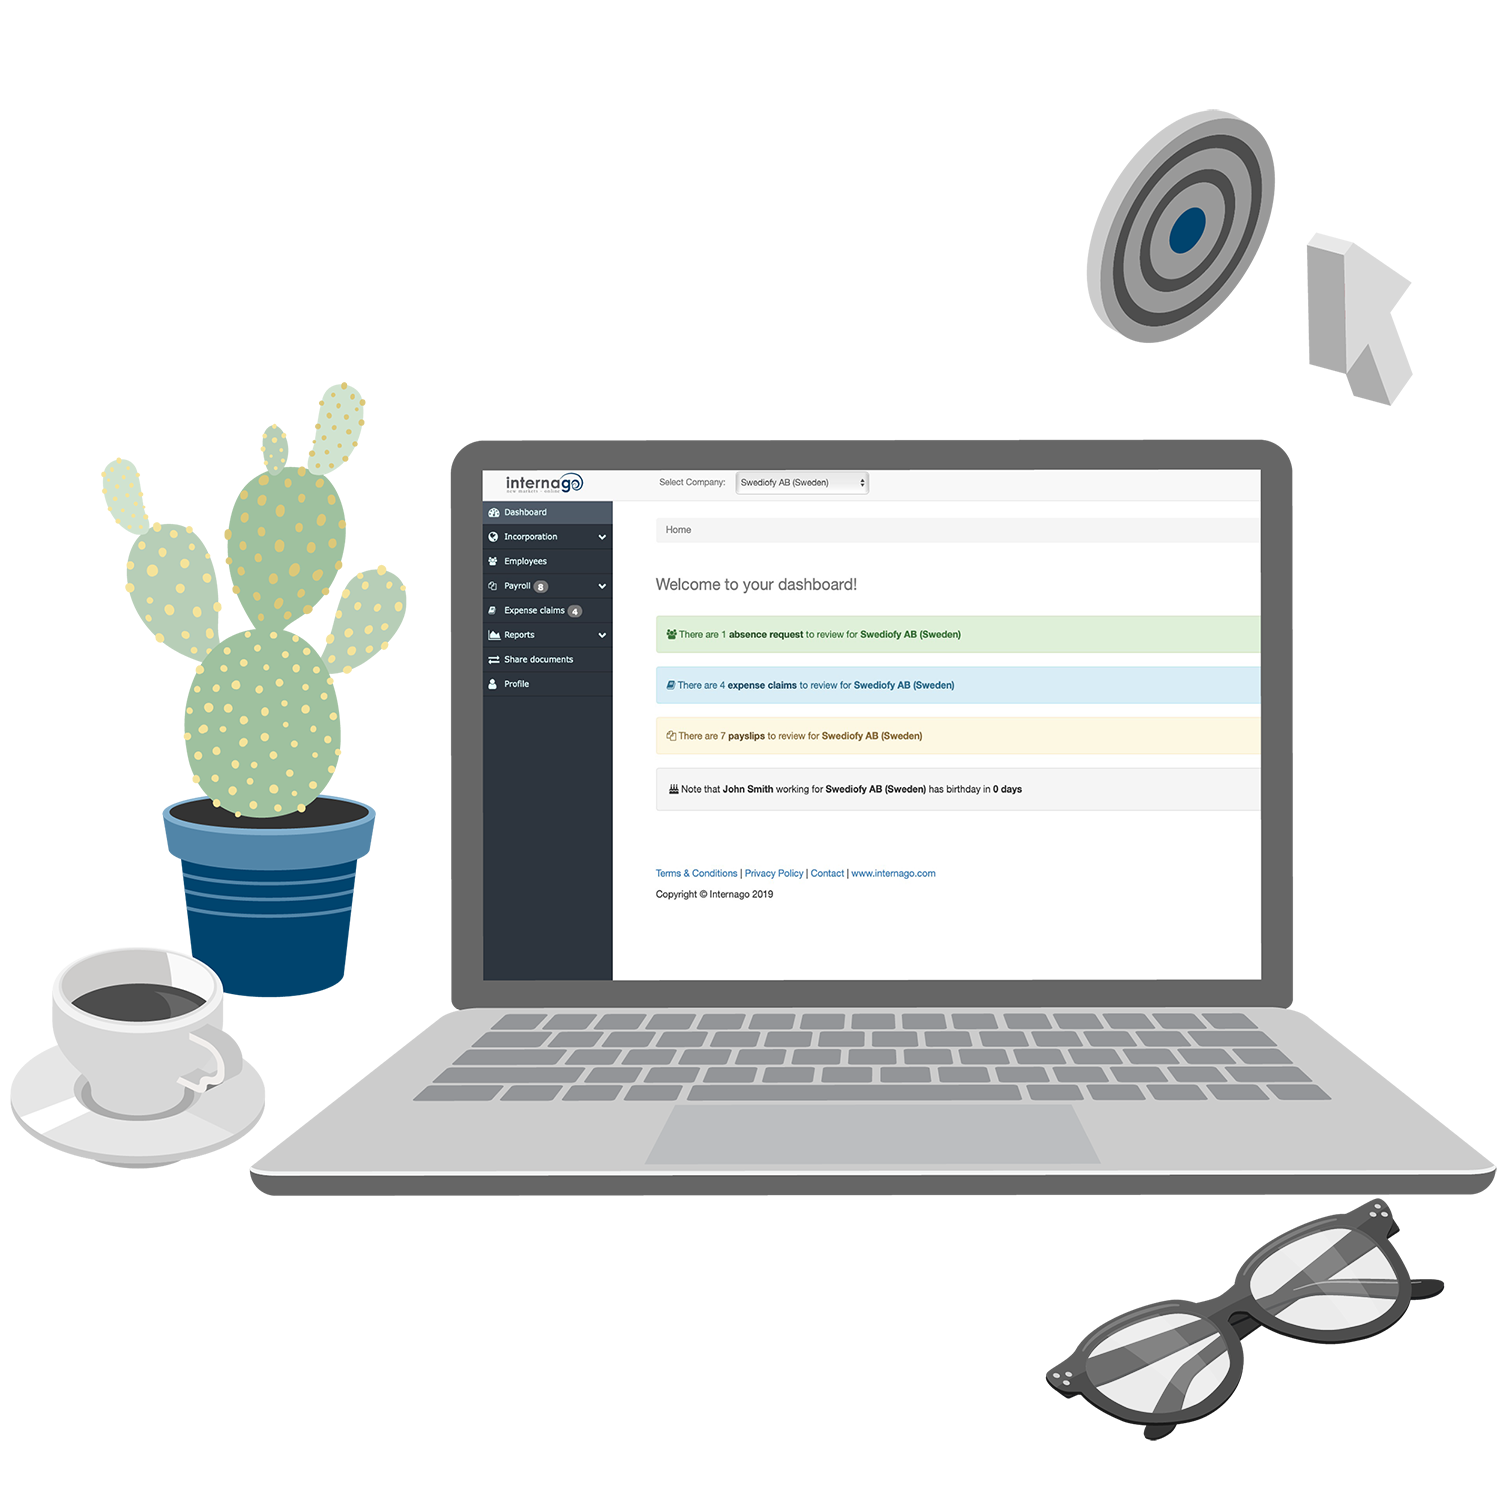 internago
new markets - online
Select Company: Swediofy AB (Sweden)
Dashboard
Incorporation
Employees
Payroll 8
Expense claims 4
Reports
Share documents
Profile
Home
Welcome to your dashboard!
There are 1 absence request to review for Swediofy AB (Sweden)
There are 4 expense claims to review for Swediofy AB (Sweden)
There are 7 payslips to review for Swediofy AB (Sweden)
Note that John Smith working for Swediofy AB (Sweden) has birthday in 0 days
Terms & Conditions | Privacy Policy | Contact | www.internago.com
Copyright © Internago 2019